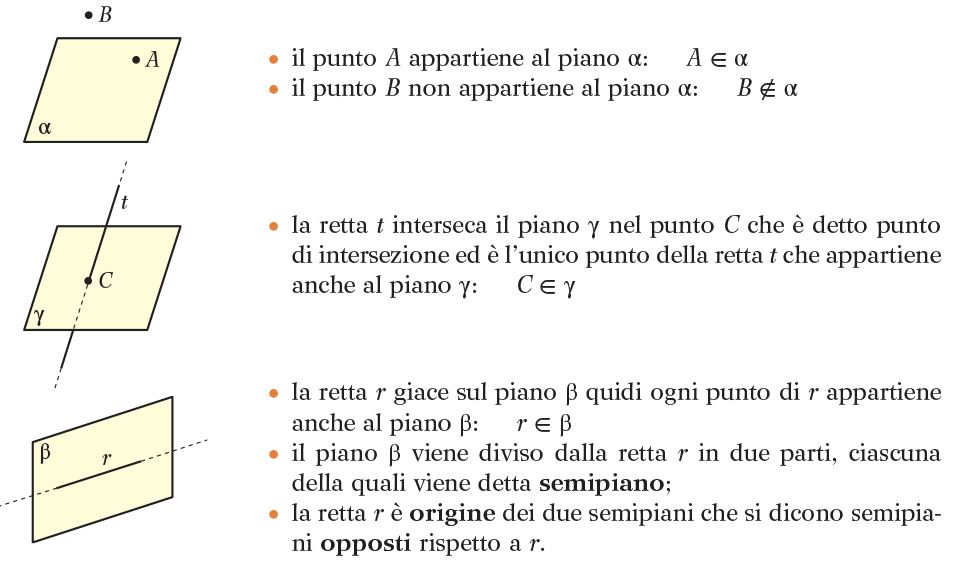 B
A
α
• il punto A appartiene al piano α: A ∈ α
• il punto B non appartiene al piano α: B ∉ α
t
C
γ
• la retta t interseca il piano γ nel punto C che è detto punto
di intersezione ed è l'unico punto della retta t che appartiene
anche al piano γ: C ∈ γ
β
r
• la retta r giace sul piano β quidi ogni punto di r appartiene
anche al piano β: r ∈ β
• il piano β viene diviso dalla retta r in due parti, ciascuna
della quali viene detta semipiano;
• la retta r è origine dei due semipiani che si dicono semipia-
ni opposti rispetto a r.